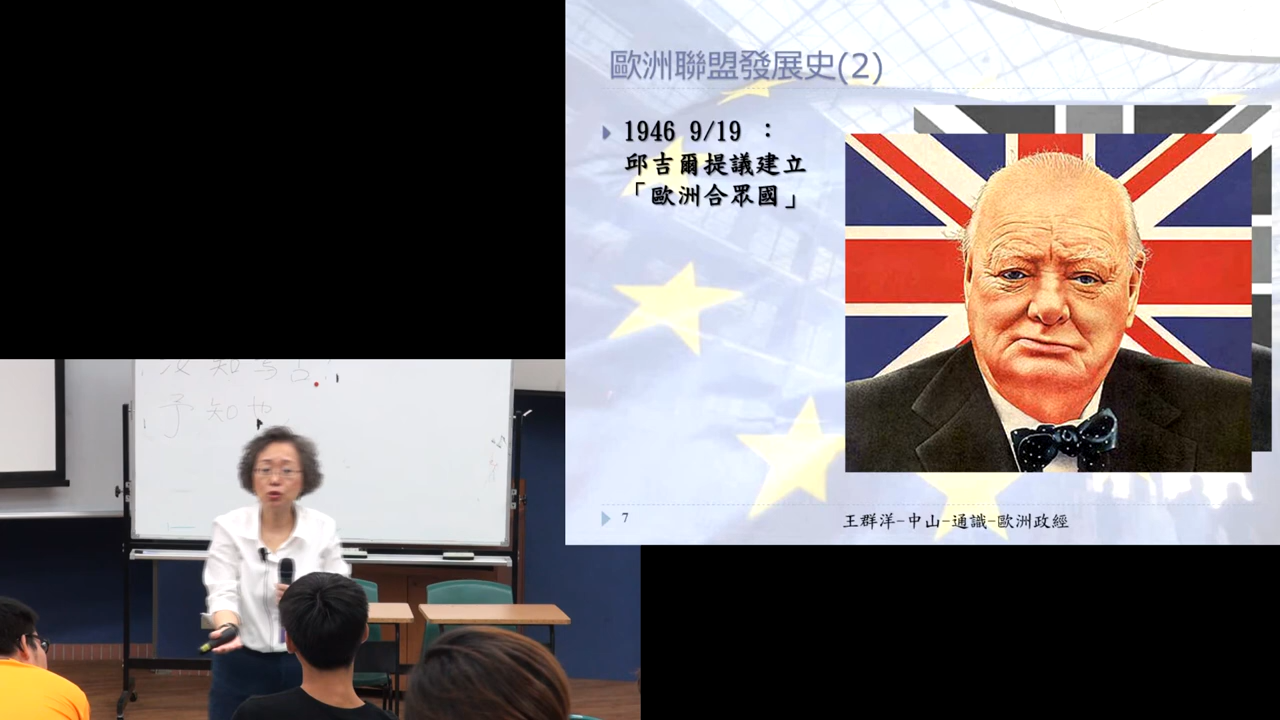 歐洲聯盟發展史(2)
1946 9/19 ：
邱吉爾提議建立
「歐洲合眾國」
7
王群洋-中山-通識-歐洲政經
予知也